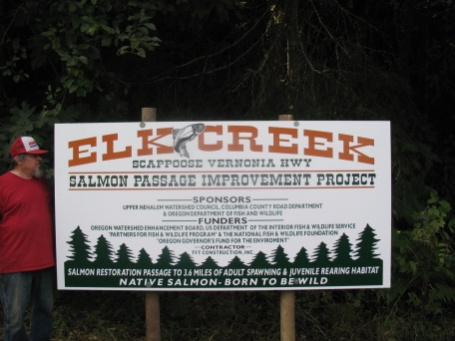 ELK CREEK
SCAPPOOSE VERNONIA HWY
SALMON PASSAGE IMPROVEMENT PROJECT
SPONSORS
UPPER NEHALEM WATERSHED COUNCIL, COLUMBIA COUNTY ROAD DEPARTMENT
& OREGON DEPARTMENT OF FISH AND WILDLIFE
FUNDERS
OREGON WATERSHED ENHANCEMENT BOARD, US DEPARTMENT OF THE INTERIOR FISH & WILDLIFE SERVICE
"PARTNERS FOR FISH & WILDLIFE PROGRAM" & THE NATIONAL FISH & WILDLIFE FOUNDATION
"OREGON GOVERNOR'S FUND FOR THE ENVIROMENT"
CONTRACTOR
CONSTRUCTION, INC
SALMON RESTORATION PASSAGE TO 3.6 MILES OF ADULT SPAWNING & JUVENILE REARING HABITAT
NATIVE SALMON- BORN TO BE WILD